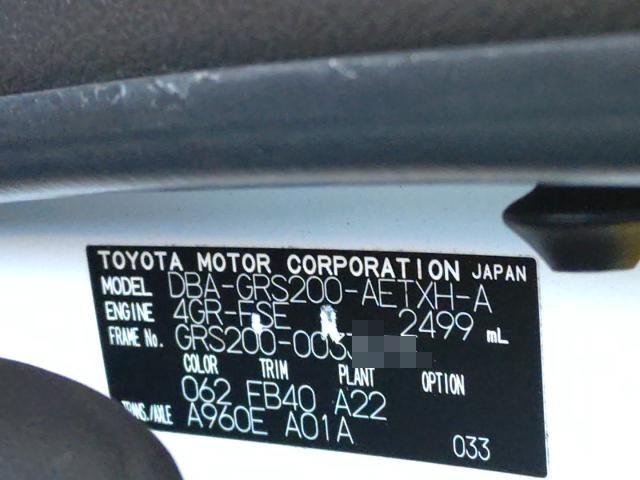 TOYOTA MOTOR CORPORATION JAPAN
MODEL DBA-GRS200-AETXH-A
ENGINE 4GR-FSE 2499 mL
FRAME No. GRS200-003
COLOR TRIM PLANT OPTION
062 FB40 A22
TRANS./AXLE A960E A01A
033